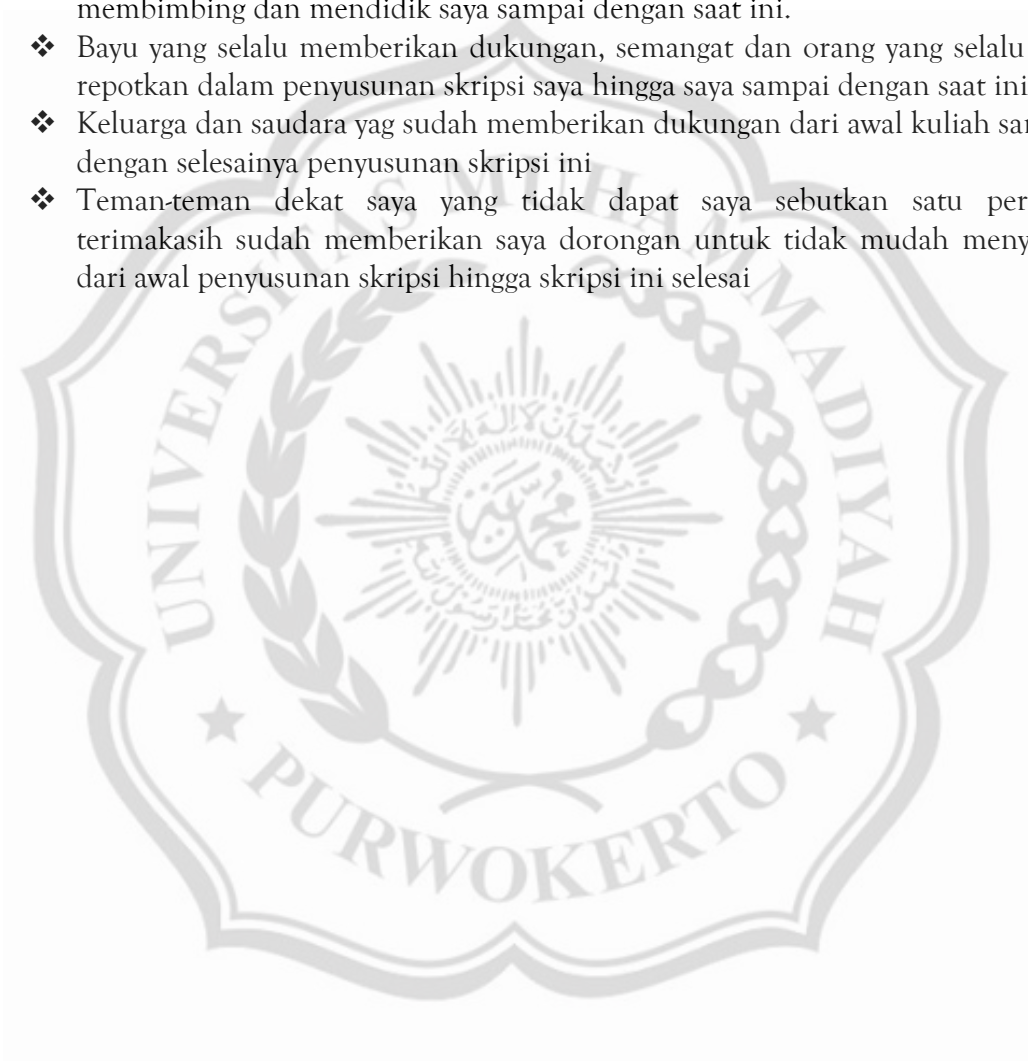 membimbing dan mendidik saya sampai dengan saat ini.
❖ Bayu yang selalu memberikan dukungan, semangat dan orang yang selalu
repotkan dalam penyusunan skripsi saya hingga saya sampai dengan saat ini
❖ Keluarga dan saudara yag sudah memberikan dukungan dari awal kuliah
dengan selesainya penyusunan skripsi ini
❖ Teman-teman dekat saya yang tidak dapat saya sebutkan satu per
terimakasih sudah memberikan saya dorongan untuk tidak mudah
dari awal penyusunan skripsi hingga skripsi ini selesai
UNIVERSITAS MUHAMMADIYAH
محمد
PURWOKERTO